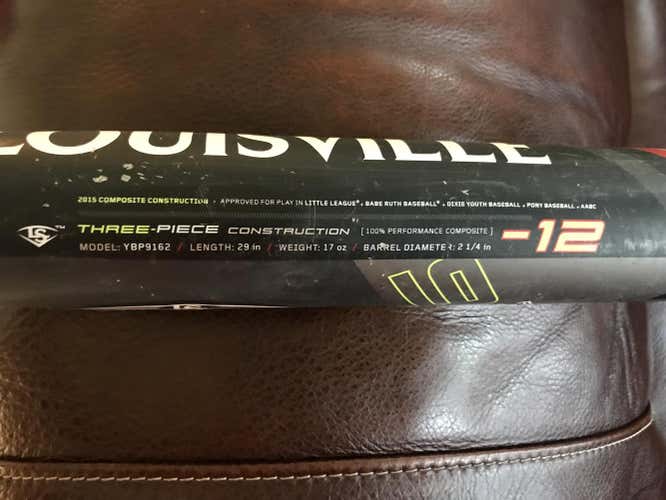 LOUISVILLE
2015 COMPOSITE CONSTRUCTION • APPROVED FOR PLAY IN LITTLE LEAGUE®, BABE RUTH BASEBALL®, DIXIE YOUTH BASEBALL, PONY BASEBALL, AABC
LS™ THREE-PIECE CONSTRUCTION [100% PERFORMANCE COMPOSITE] -12
MODEL: YBP9162 / LENGTH: 29 in / WEIGHT: 17 oz / BARREL DIAMETER: 2 1/4 in